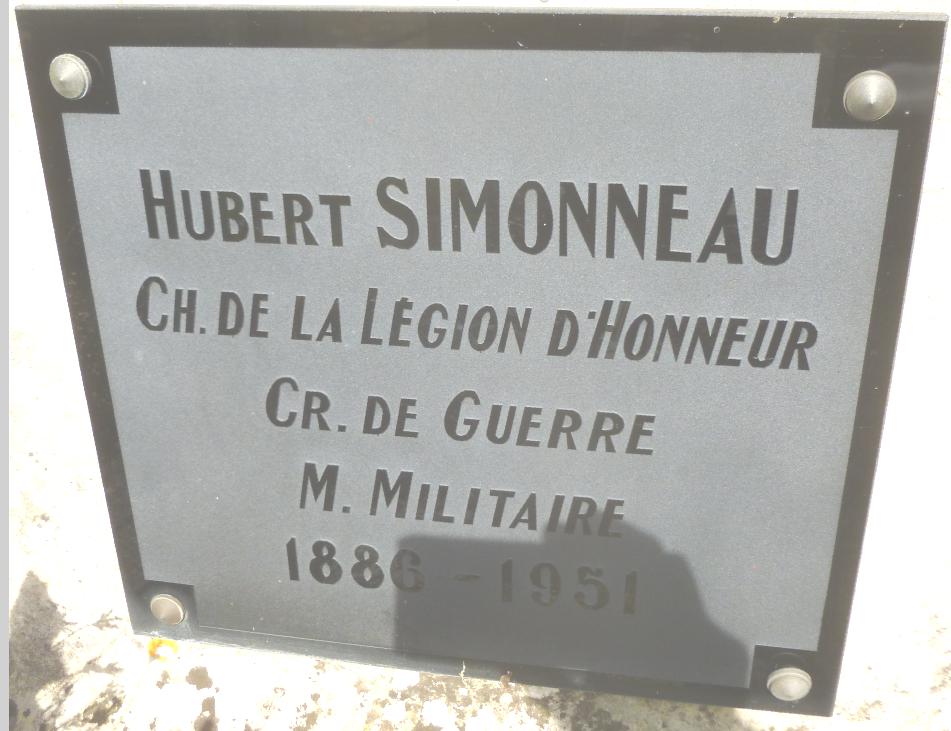 HUBERT SIMONNEAU
CH. DE LA LÉGION D'HONNEUR
CR. DE GUERRE
M. MILITAIRE
1886 - 1951